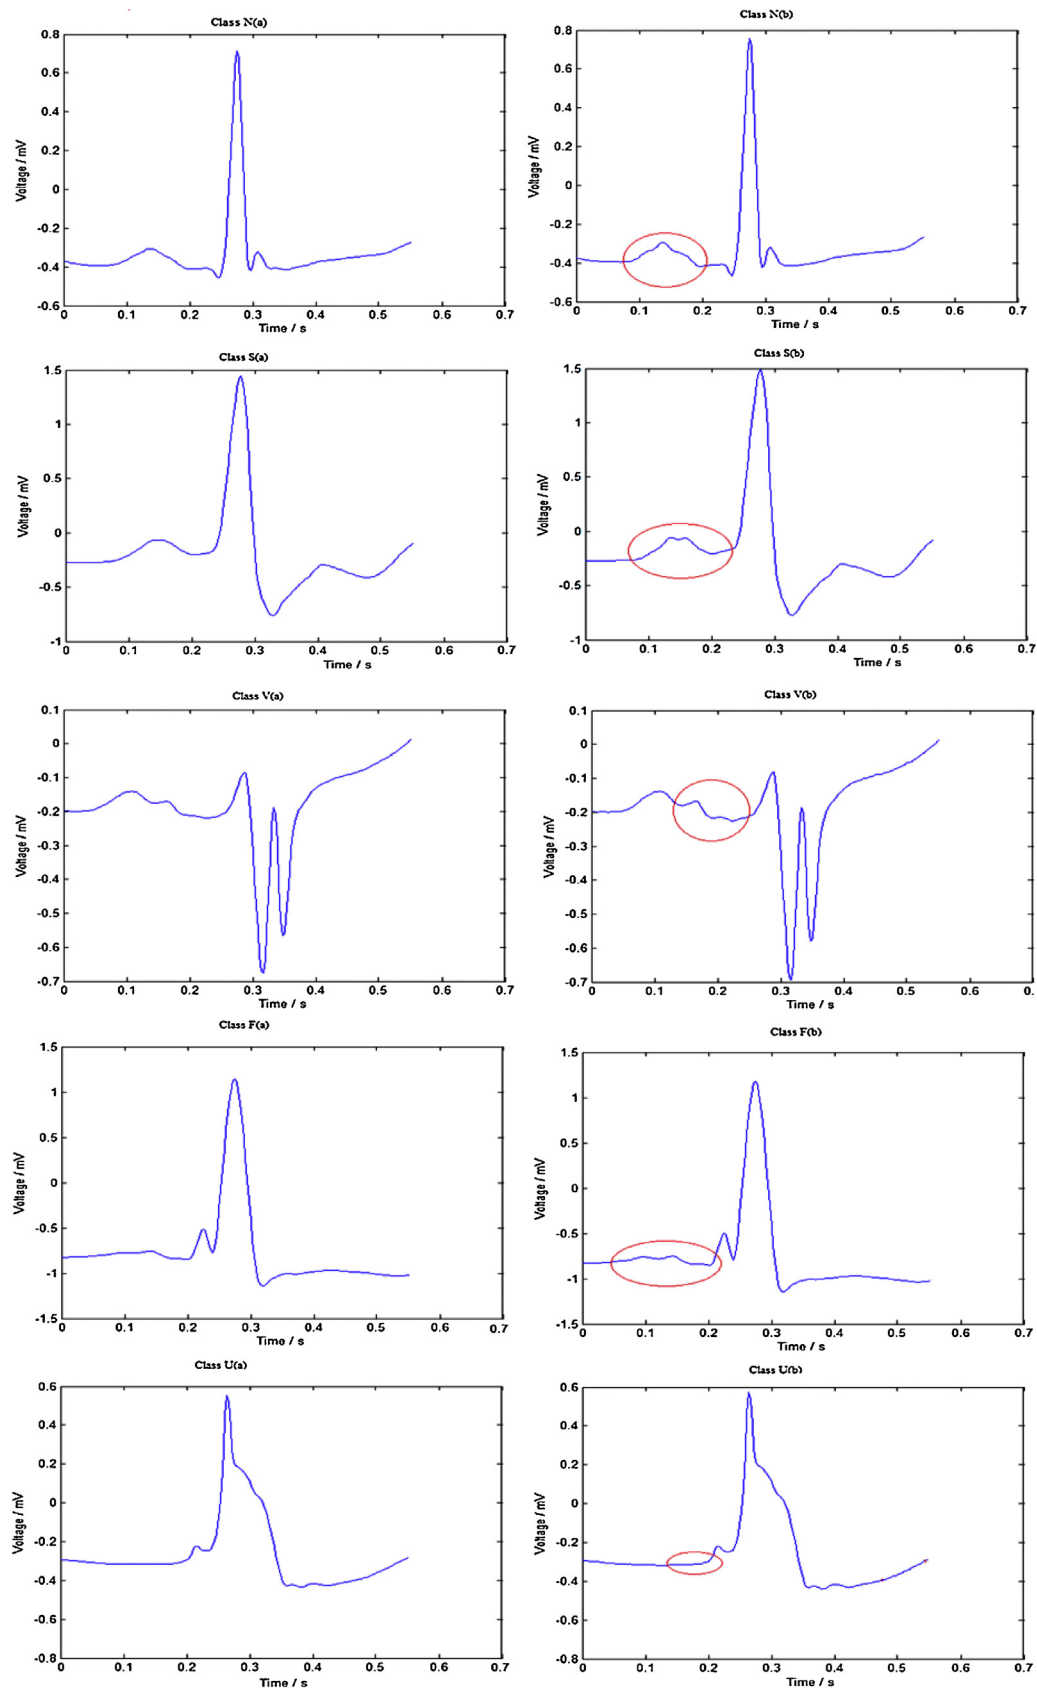 Class N(a)
0.8
0.6
0.4
0.2
0
-0.2
-0.4
-0.6
Voltage / mV
0 0.1 0.2 0.3 0.4 0.5 0.6 0.7
Time / s
Class N(b)
0.8
0.6
0.4
0.2
0
-0.2
-0.4
-0.6
Voltage / mV
0 0.1 0.2 0.3 0.4 0.5 0.6 0.7
Time / s
Class S(a)
1.5
1
0.5
0
-0.5
-1
Voltage / mV
0 0.1 0.2 0.3 0.4 0.5 0.6 0.7
Time / s
Class S(b)
1.5
1
0.5
0
-0.5
-1
Voltage / mV
0 0.1 0.2 0.3 0.4 0.5 0.6 0.7
Time / s
Class V(a)
0.1
0
-0.1
-0.2
-0.3
-0.4
-0.5
-0.6
-0.7
Voltage / mV
0 0.1 0.2 0.3 0.4 0.5 0.6 0.7
Time / s
Class V(b)
0.1
0
-0.1
-0.2
-0.3
-0.4
-0.5
-0.6
-0.7
Voltage / mV
0 0.1 0.2 0.3 0.4 0.5 0.6 0.
Time / s
Class F(a)
1.5
1
0.5
0
-0.5
-1
-1.5
Voltage / mV
0 0.1 0.2 0.3 0.4 0.5 0.6 0.7
Time / s
Class F(b)
1.5
1
0.5
0
-0.5
-1
-1.5
Voltage / mV
0 0.1 0.2 0.3 0.4 0.5 0.6 0.7
Time / s
Class U(a)
0.6
0.4
0.2
0
-0.2
-0.4
-0.6
-0.8
Voltage / mV
0 0.1 0.2 0.3 0.4 0.5 0.6 0.7
Time / s
Class U(b)
0.6
0.4
0.2
0
-0.2
-0.4
-0.6
-0.8
Voltage / mV
0 0.1 0.2 0.3 0.4 0.5 0.6 0.7
Time / s